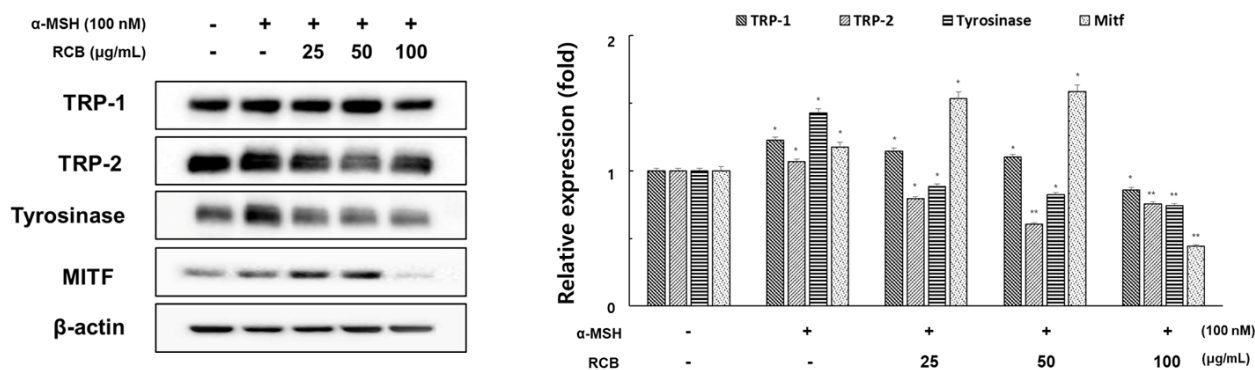 α-MSH (100 nM) - + + + +
RCB (µg/mL) - - 25 50 100
TRP-1
TRP-2
Tyrosinase
MITF
β-actin
TRP-1 TRP-2 Tyrosinase Mitf
Relative expression (fold)
2
1
0
* * * *
* * * *
* ** * *
* ** ** **
α-MSH - + + + + (100 nM)
RCB - - 25 50 100 (µg/mL)